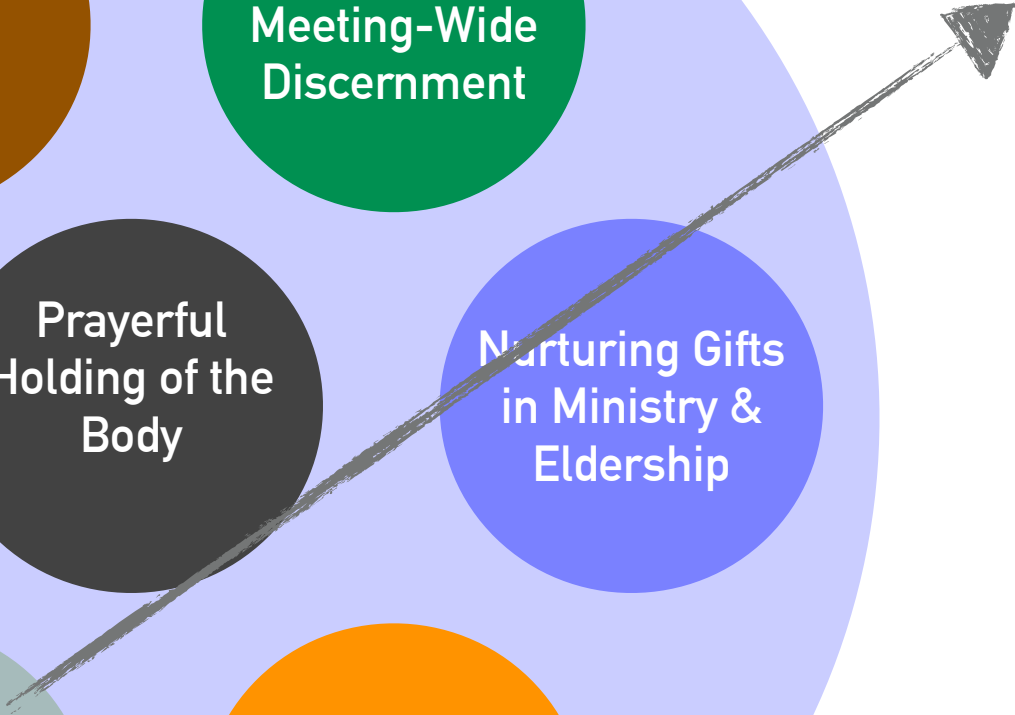 Meeting-Wide
Discernment
Prayerful
Holding of the
Body
Nurturing Gifts
in Ministry &
Eldership